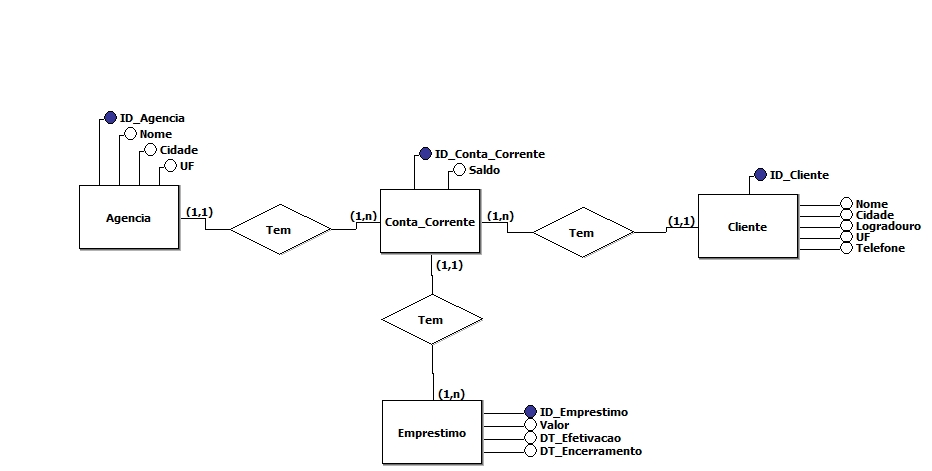 ID_Agencia
Nome
Cidade
UF
Agencia
(1,1)
Tem
(1,n)
ID_Conta_Corrente
Saldo
Conta_Corrente
(1,n)
Tem
(1,1)
ID_Cliente
Cliente
Nome
Cidade
Logradouro
UF
Telefone
(1,1)
Tem
(1,n)
Emprestimo
ID_Emprestimo
Valor
DT_Efetivacao
DT_Encerramento